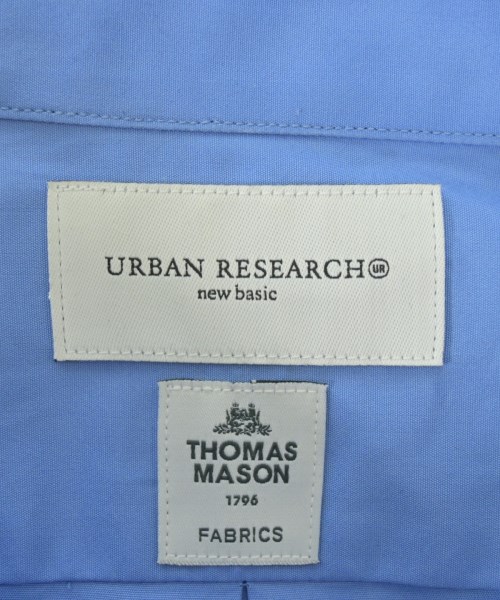 URBAN RESEARCH UR
new basic
THOMAS
MASON
1796
FABRICS